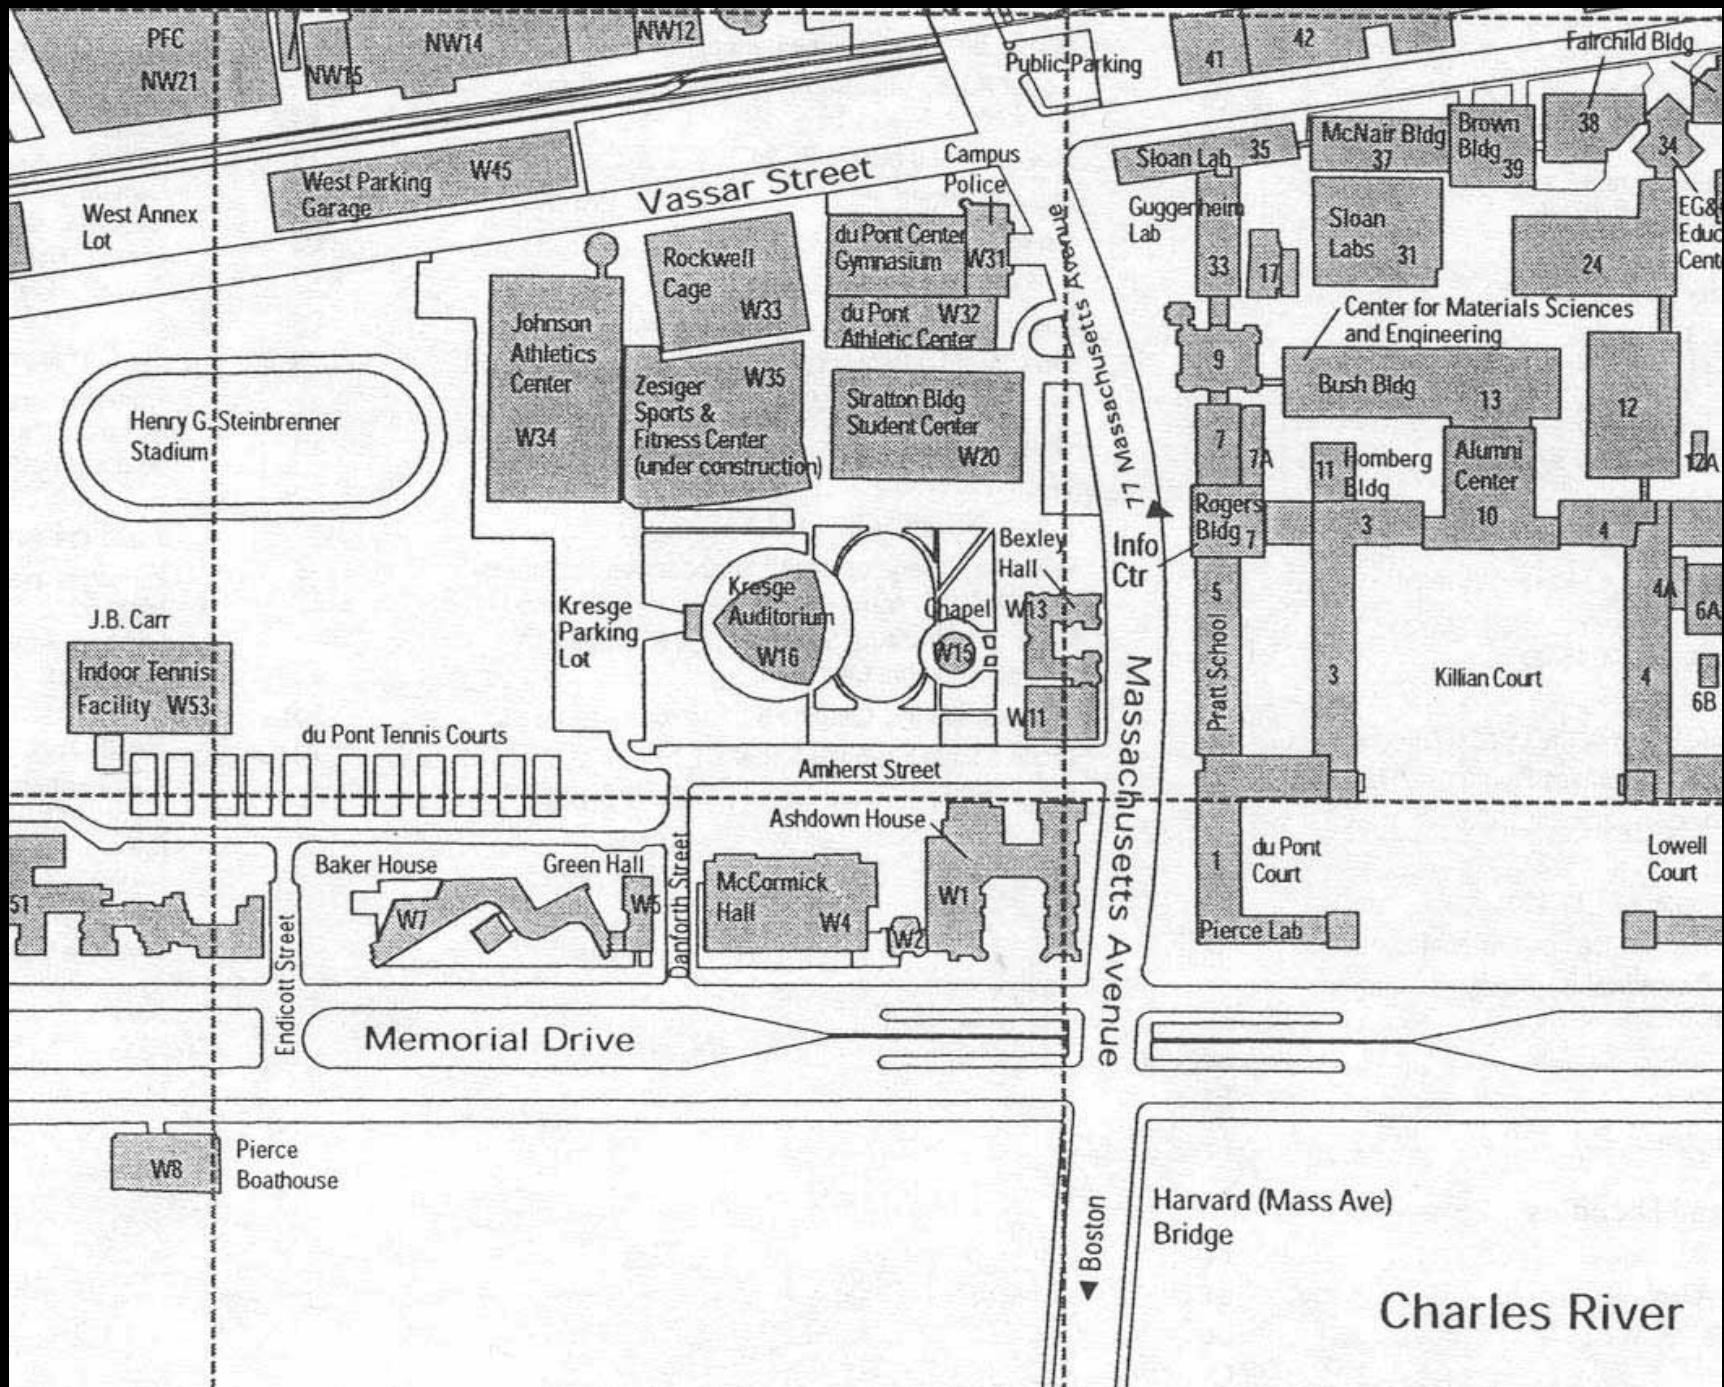 PFC
NW21
NW15
NW14
NW12
Public Parking
41
42
Fairchild Bldg
West Parking
Garage
W45
Vassar Street
Campus
Police
Sloan Lab
35
McNair Bldg
37
Brown
Bldg
39
38
34
West Annex
Lot
Rockwell
Cage
W33
du Pont Center
Gymnasium
W31
du Pont
Athletic Center
W32
77 Massachusetts Avenue
Guggenheim
Lab
33
17
Sloan
Labs
31
24
EG&
Educ
Cent
Center for Materials Sciences
and Engineering
Johnson
Athletics
Center
W34
Zesiger
Sports &
Fitness Center
(under construction)
W35
Stratton Bldg
Student Center
W20
9
Bush Bldg
13
12
12A
Henry G. Steinbrenner
Stadium
7
7A
11
Homberg
Bldg
Alumni
Center
10
Rogers
Bldg
7
3
4
Info
Ctr
Bexley
Hall
Kresge
Auditorium
W16
Chapel
W15
W13
W11
Kresge
Parking
Lot
5
Pratt School
3
Killian Court
4
4A
6A
6B
J.B. Carr
Indoor Tennis
Facility
W53
du Pont Tennis Courts
Amherst Street
Massachusetts Avenue
Ashdown House
W1
McCormick
Hall
W4
W2
Danforth Street
Baker House
W7
Green Hall
W5
51
Endicott Street
1
du Pont
Court
Lowell
Court
Pierce Lab
Memorial Drive
W8
Pierce
Boathouse
Boston
Harvard (Mass Ave)
Bridge
Charles River